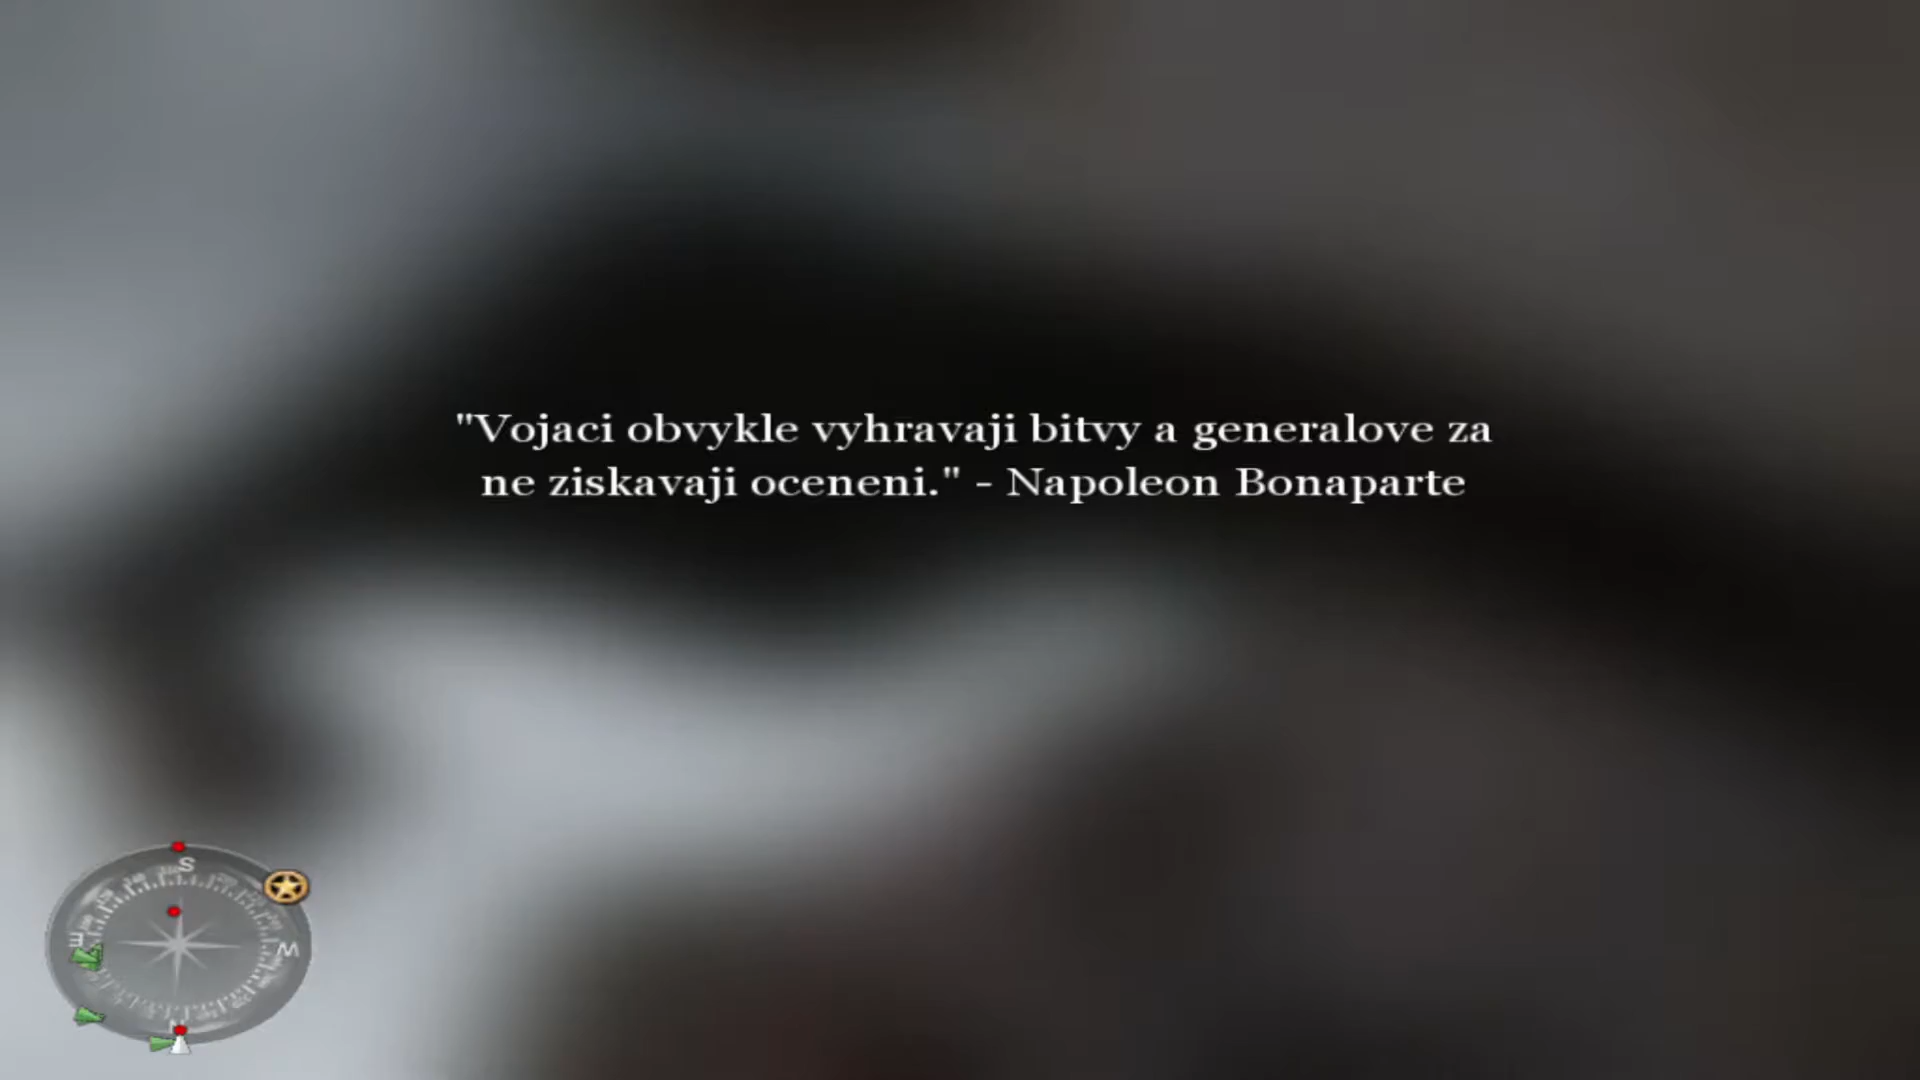 "Vojaci obvykle vyhravaji bitvy a generalove za
ne ziskavaji oceneni." - Napoleon Bonaparte
S
E
W
N